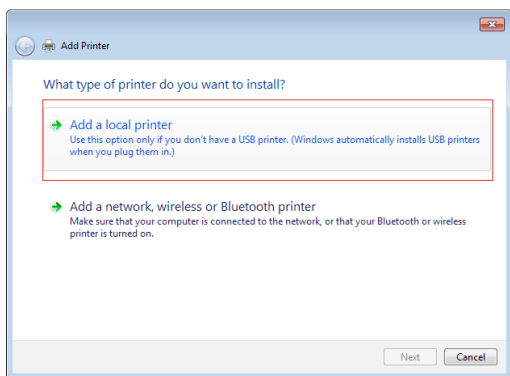 Add Printer
What type of printer do you want to install?
Add a local printer
Use this option only if you don't have a USB printer. (Windows automatically installs USB printers
when you plug them in.)
Add a network, wireless or Bluetooth printer
Make sure that your computer is connected to the network, or that your Bluetooth or wireless
printer is turned on.
Next
Cancel